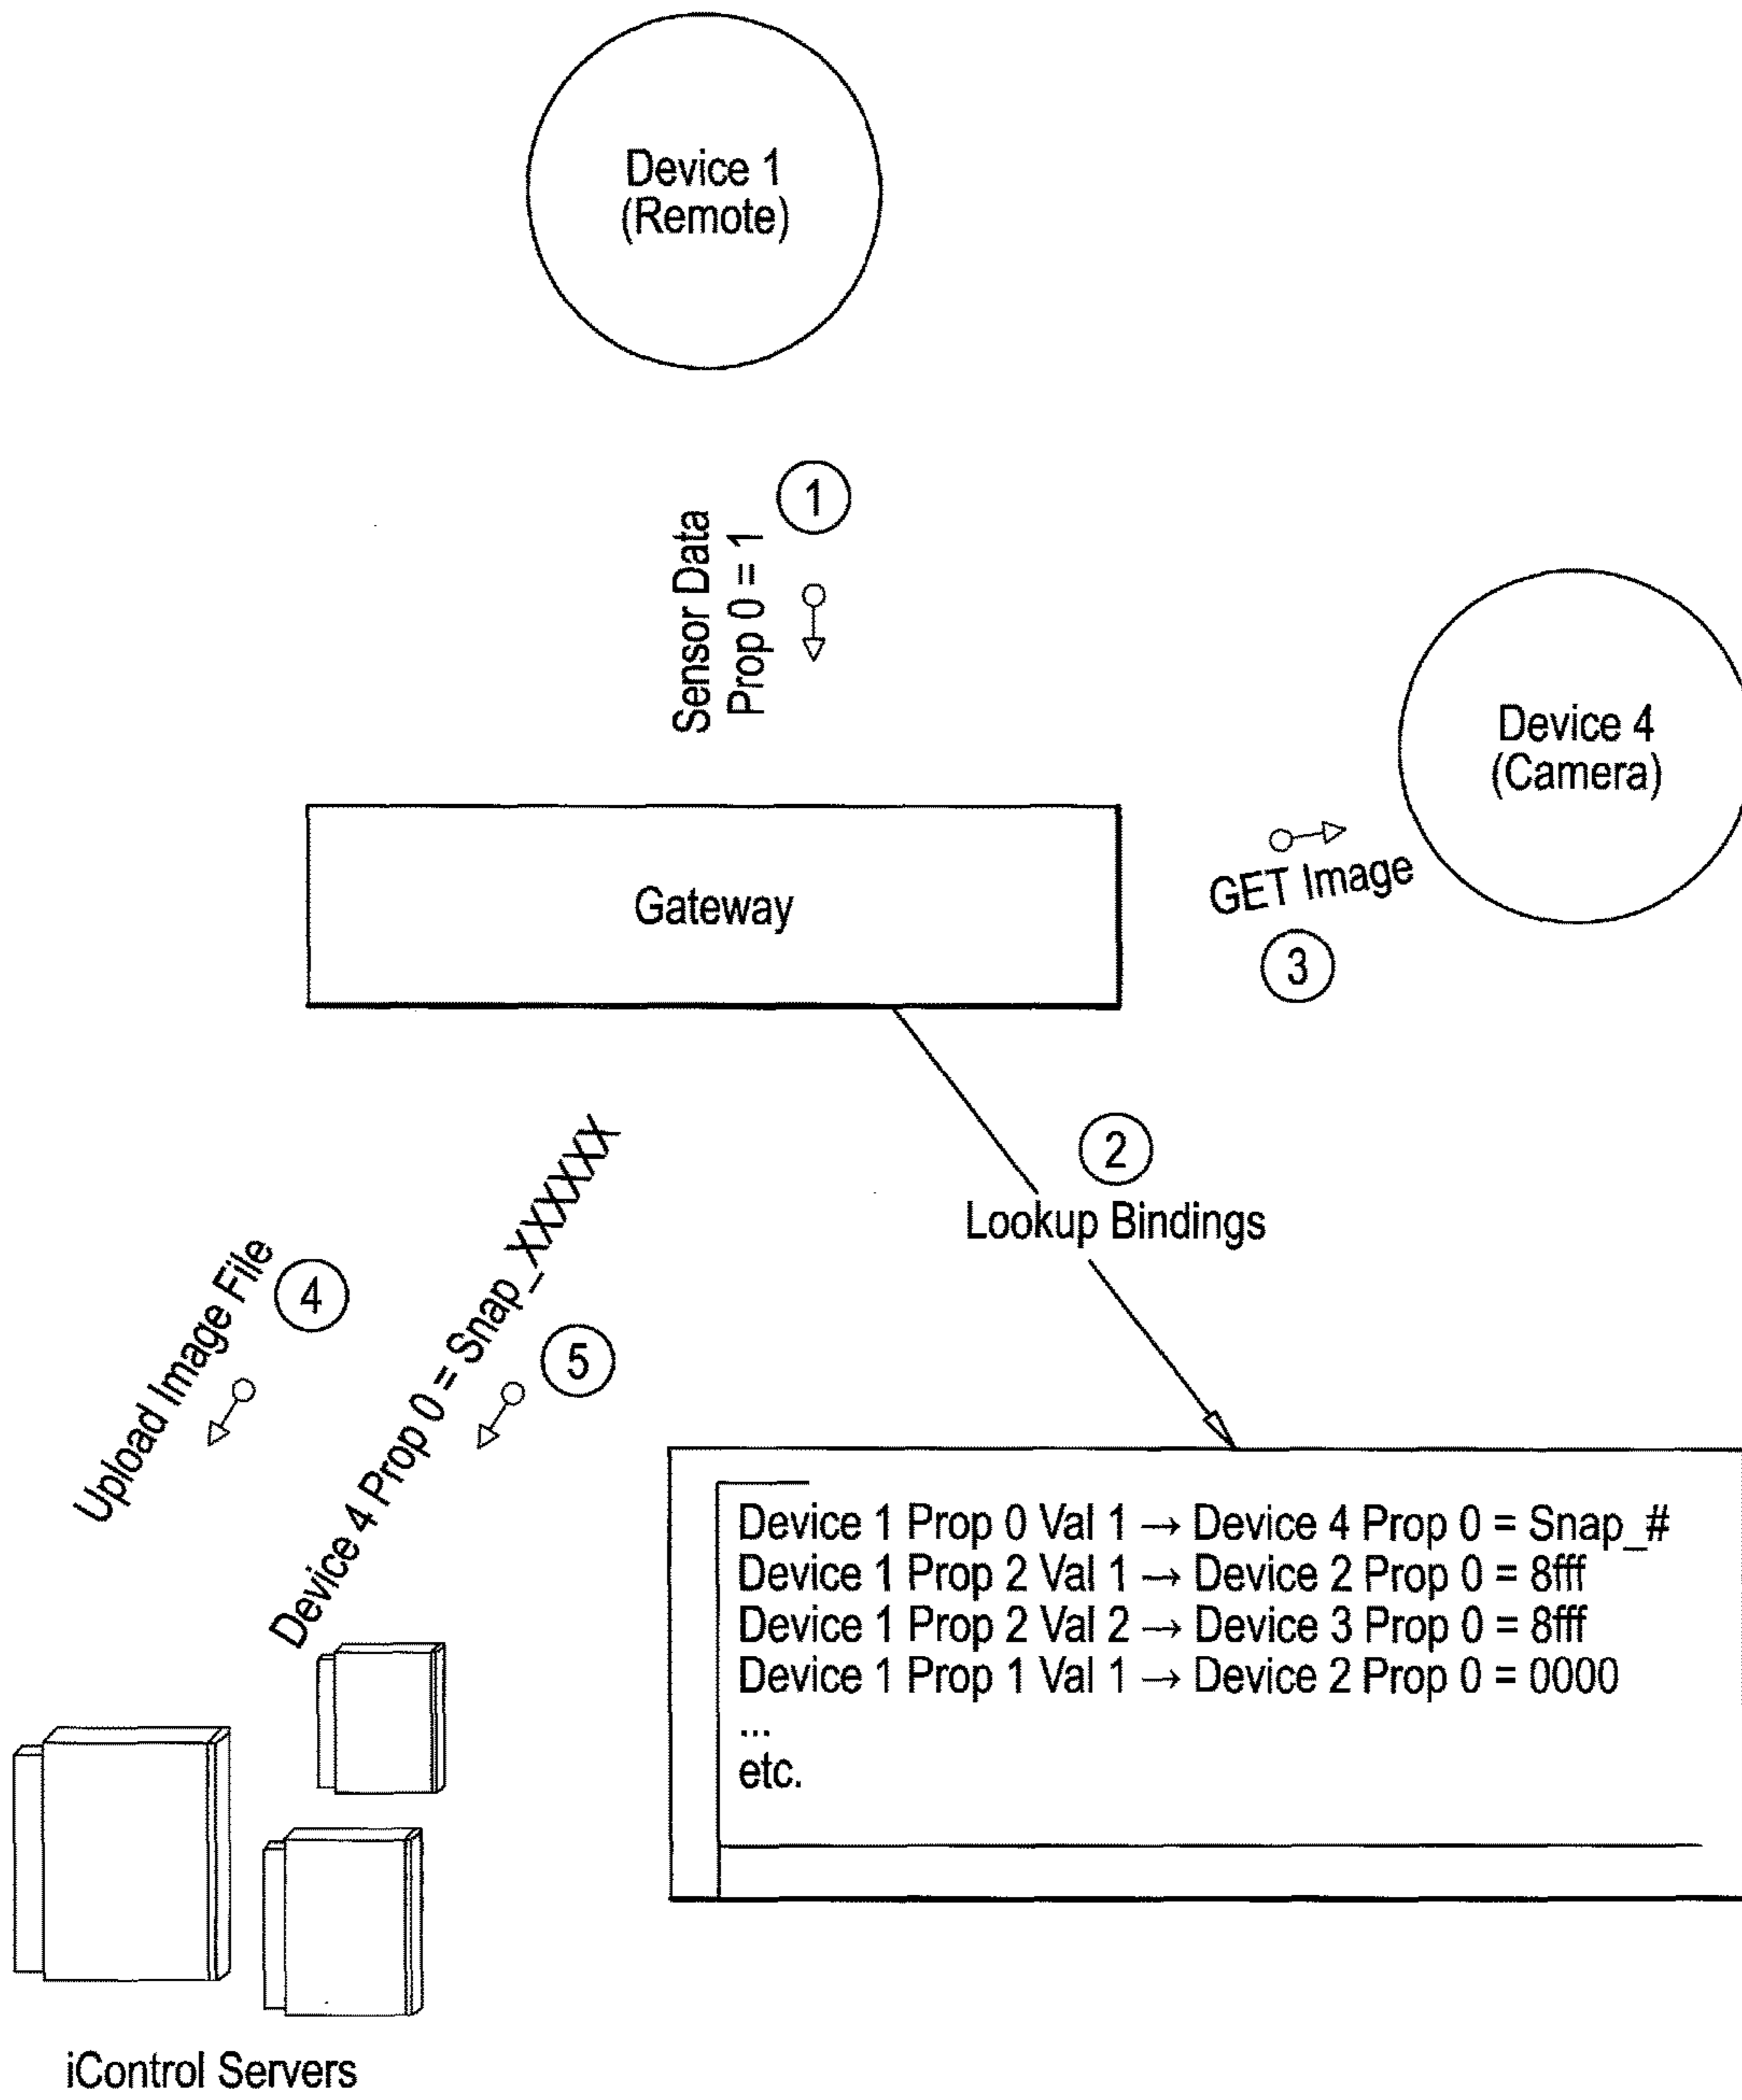 Device 1
(Remote)
1
Sensor Data
Prop 0 = 1
Device 4
(Camera)
Gateway
GET Image
3
2
Lookup Bindings
Upload Image File
4
Device 4 Prop 0 = Snap_XXXXXX
5
Device 1 Prop 0 Val 1 → Device 4 Prop 0 = Snap_#
Device 1 Prop 2 Val 1 → Device 2 Prop 0 = 8fff
Device 1 Prop 2 Val 2 → Device 3 Prop 0 = 8fff
Device 1 Prop 1 Val 1 → Device 2 Prop 0 = 0000
...
etc.
iControl Servers